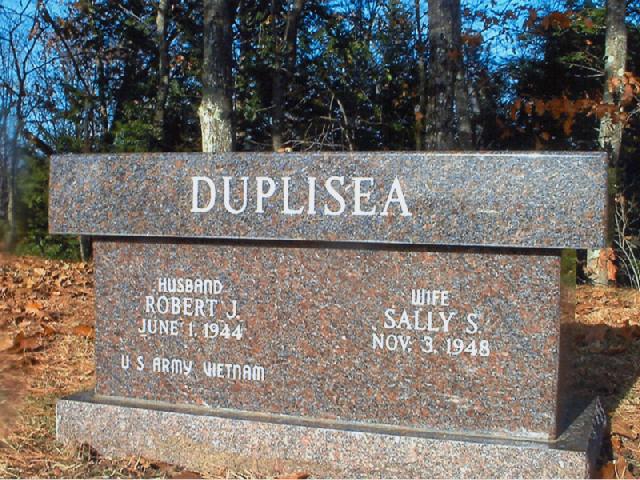 DUPLISEA
HUSBAND
ROBERT J.
JUNE 1, 1944
U S ARMY VIETNAM
WIFE
SALLY S.
NOV. 3, 1948